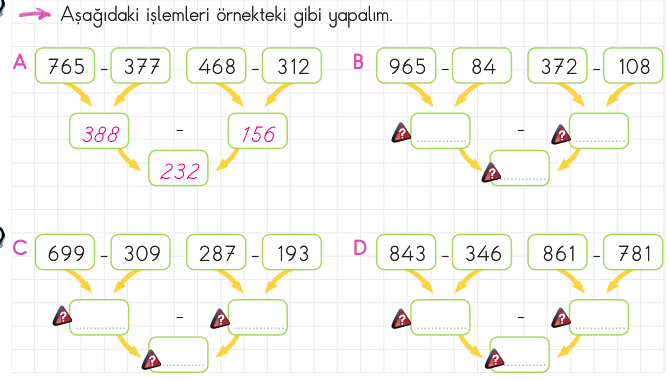 Aşağıdaki işlemleri örnekteki gibi yapalım.
A 765 - 377 468 - 312
388 - 156
232
B 965 - 84 372 - 108
? ........... - ? ...........
? ...........
C 699 - 309 287 - 193
? ........... - ? ...........
? ...........
D 843 - 346 861 - 781
? ........... - ? ...........
? ...........